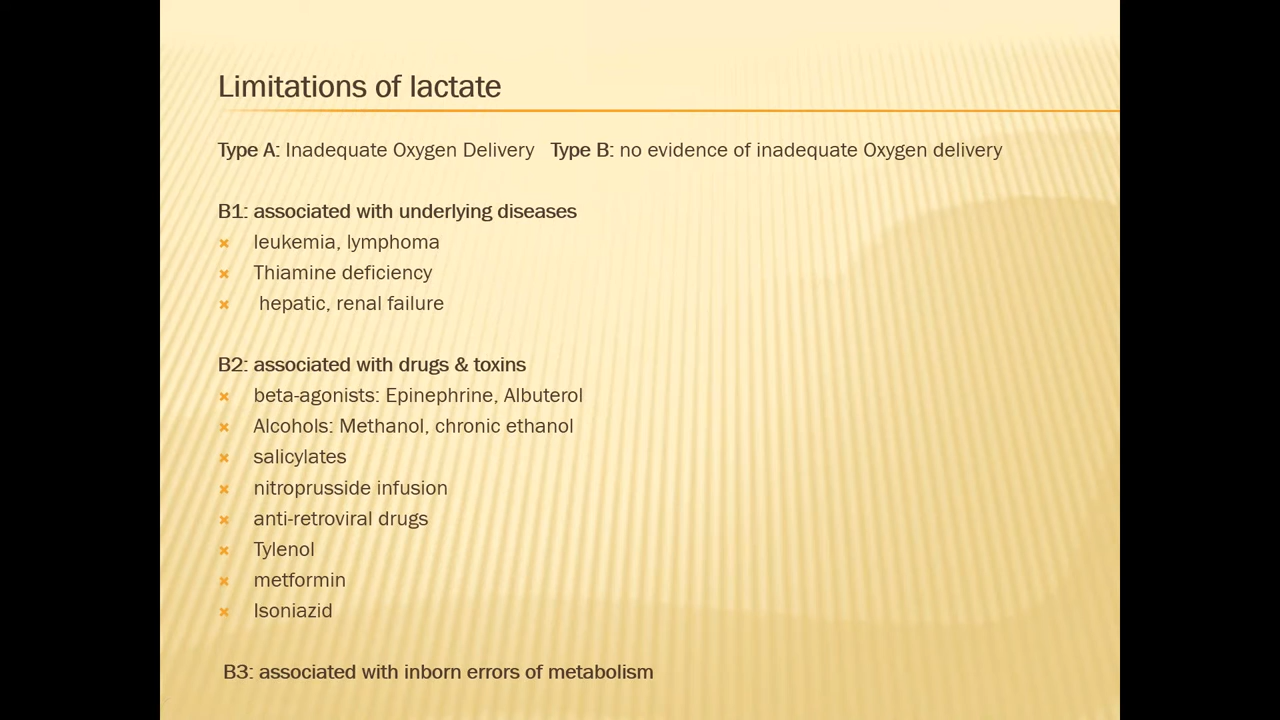 Limitations of lactate
Type A: Inadequate Oxygen Delivery Type B: no evidence of inadequate Oxygen delivery
B1: associated with underlying diseases
leukemia, lymphoma
Thiamine deficiency
hepatic, renal failure
B2: associated with drugs & toxins
beta-agonists: Epinephrine, Albuterol
Alcohols: Methanol, chronic ethanol
salicylates
nitroprusside infusion
anti-retroviral drugs
Tylenol
metformin
Isoniazid
B3: associated with inborn errors of metabolism